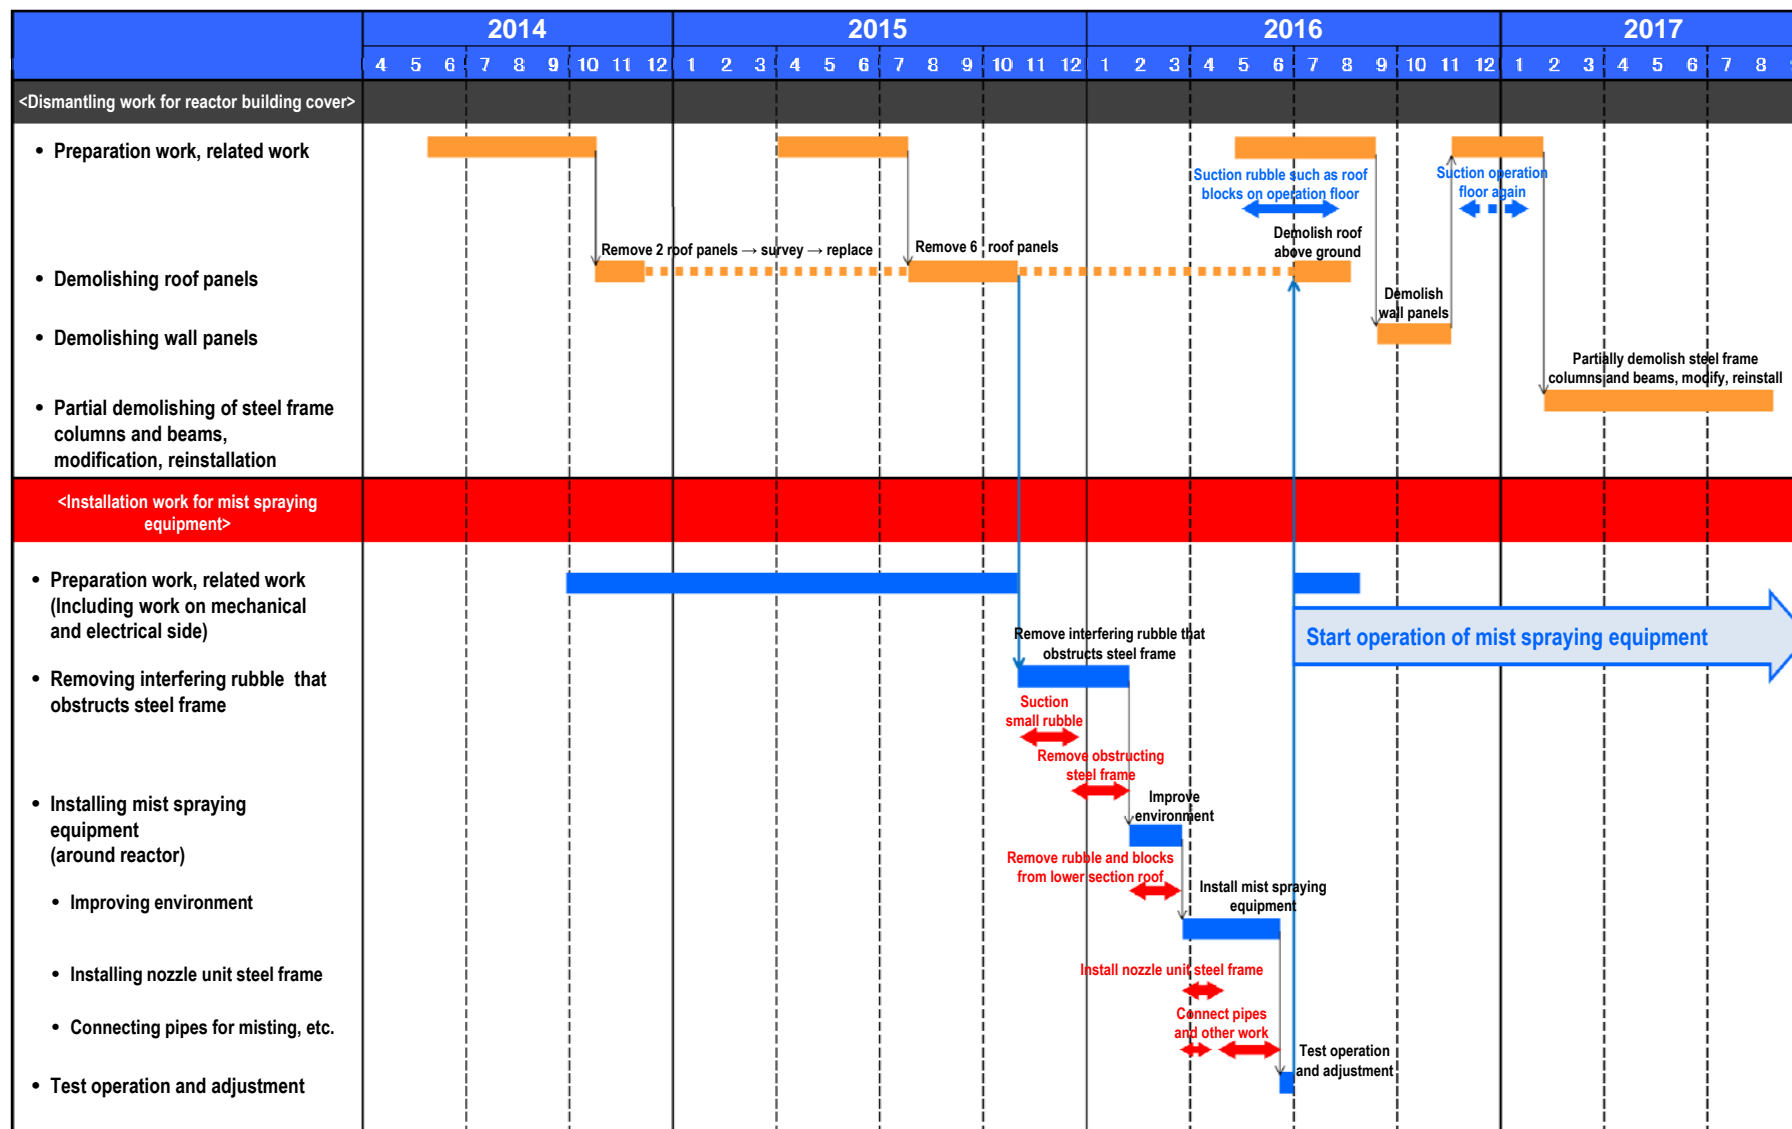 2014 2015 2016 2017
4 5 6 7 8 9 10 11 12 1 2 3 4 5 6 7 8 9 10 11 12 1 2 3 4 5 6 7 8 9 10 11 12 1 2 3 4 5 6 7 8
<Dismantling work for reactor building cover>
• Preparation work, related work
Suction rubble such as roof
blocks on operation floor
Suction operation
floor again
Remove 2 roof panels → survey → replace
Remove 6 roof panels
Demolish roof
above ground
• Demolishing roof panels
Demolish
wall panels
• Demolishing wall panels
Partially demolish steel frame
columns and beams, modify, reinstall
• Partial demolishing of steel frame
columns and beams,
modification, reinstallation
<Installation work for mist spraying
equipment>
• Preparation work, related work
(Including work on mechanical
and electrical side)
Start operation of mist spraying equipment
Remove interfering rubble that
obstructs steel frame
• Removing interfering rubble that
obstructs steel frame
Suction
small rubble
Remove obstructing
steel frame
• Installing mist spraying
equipment
(around reactor)
Improve
environment
Remove rubble and blocks
from lower section roof
• Improving environment
Install mist spraying
equipment
• Installing nozzle unit steel frame
Install nozzle unit steel frame
• Connecting pipes for misting, etc.
Connect pipes
and other work
Test operation
and adjustment
• Test operation and adjustment